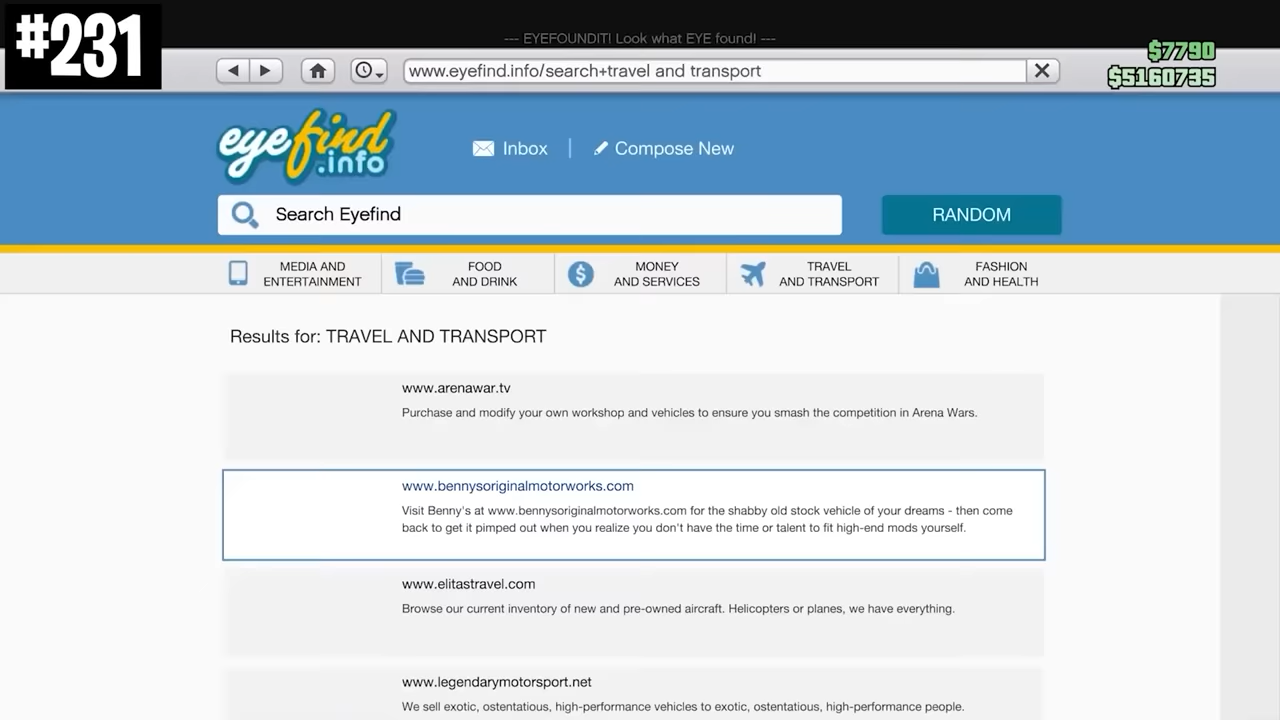 #231
--- EYEFOUNDIT! Look what EYE found! ---
$7790
www.eyefind.info/search+travel and transport
$5160735
eyefind
.info
Inbox
Compose New
Search Eyefind
RANDOM
MEDIA AND
ENTERTAINMENT
FOOD
AND DRINK
MONEY
AND SERVICES
TRAVEL
AND TRANSPORT
FASHION
AND HEALTH
Results for: TRAVEL AND TRANSPORT
www.arenawar.tv
Purchase and modify your own workshop and vehicles to ensure you smash the competition in Arena Wars.
www.bennysoriginalmotorworks.com
Visit Benny's at www.bennysoriginalmotorworks.com for the shabby old stock vehicle of your dreams - then come
back to get it pimped out when you realize you don't have the time or talent to fit high-end mods yourself.
www.elitastravel.com
Browse our current inventory of new and pre-owned aircraft. Helicopters or planes, we have everything.
www.legendarymotorsport.net
We sell exotic, ostentatious, high-performance vehicles to exotic, ostentatious, high-performance people.